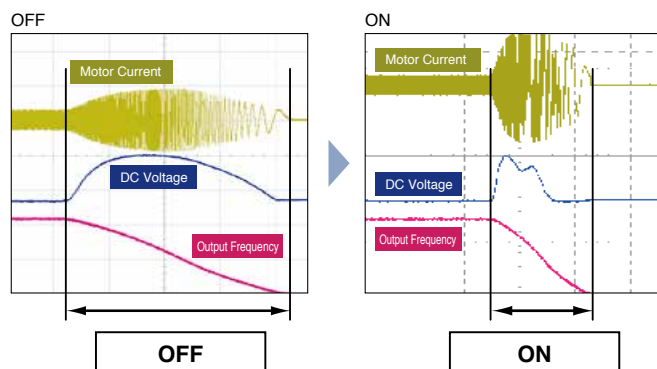 OFF
Motor Current
DC Voltage
Output Frequency
OFF
ON
Motor Current
DC Voltage
Output Frequency
ON